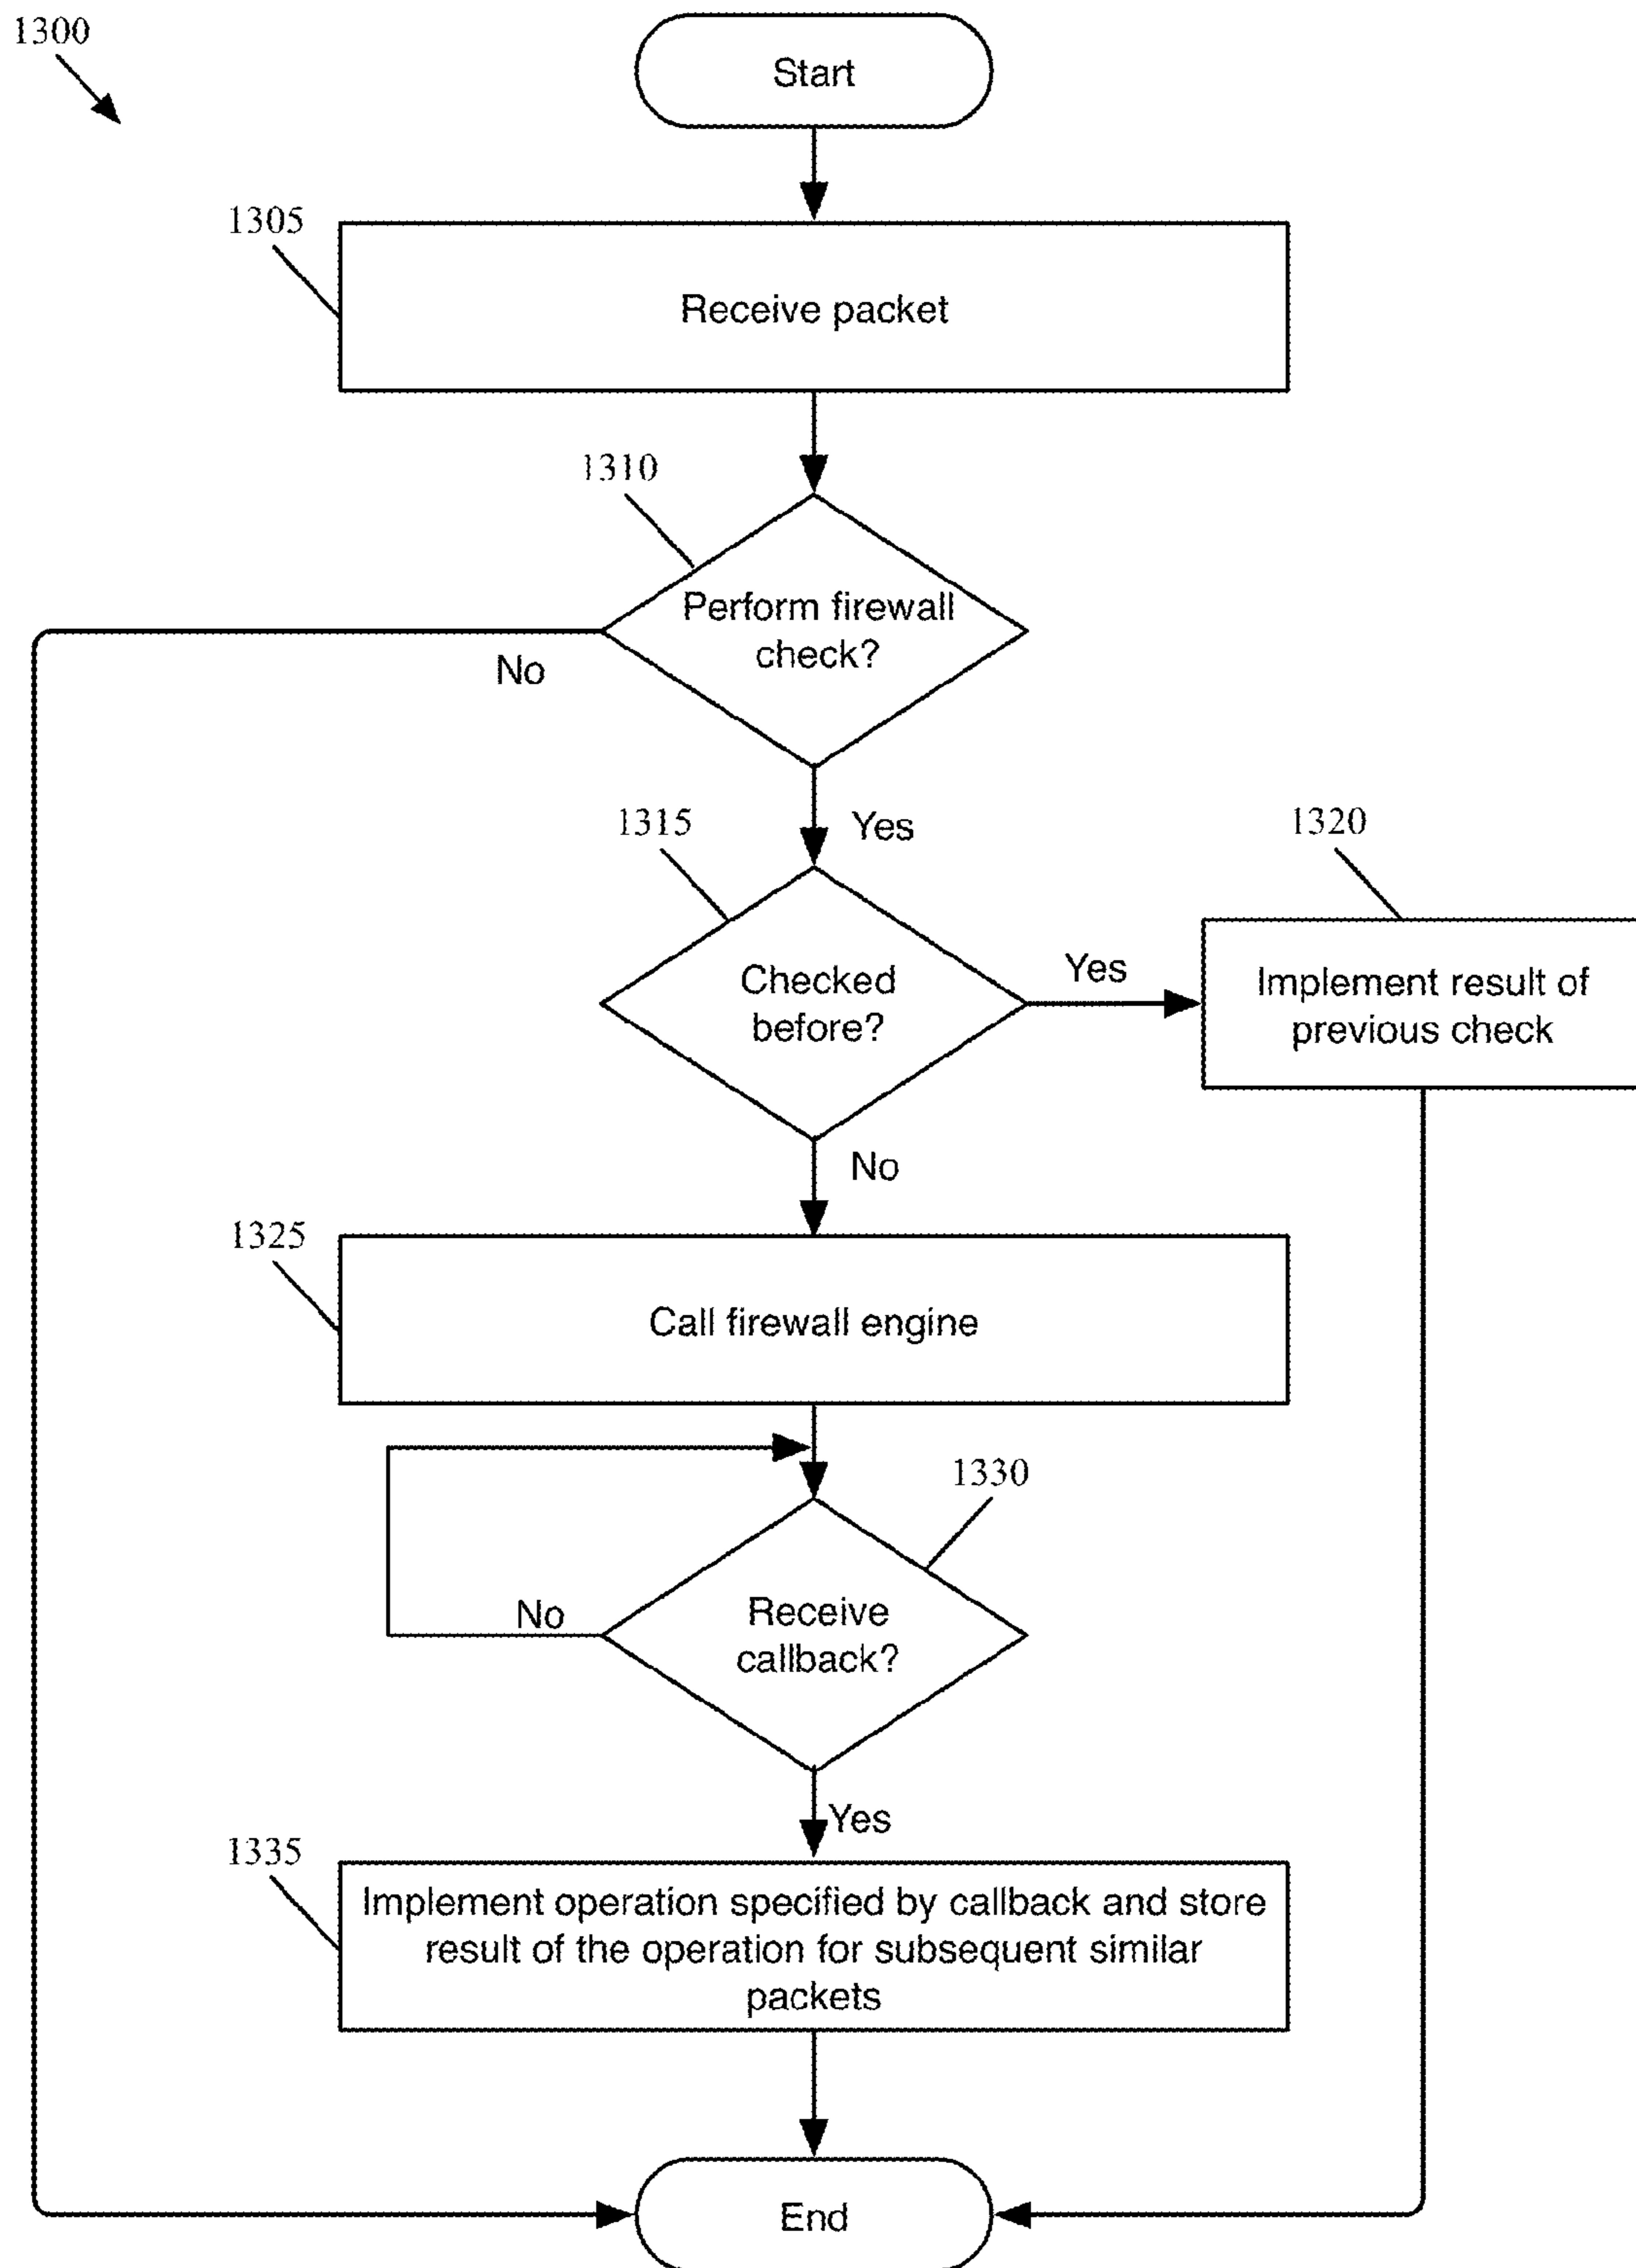 1300
Start
1305
Receive packet
1310
Perform firewall
check?
No
Yes
1315
1320
Checked
before?
Yes
Implement result of
previous check
No
1325
Call firewall engine
1330
Receive
callback?
No
Yes
1335
Implement operation specified by callback and store
result of the operation for subsequent similar
packets
End